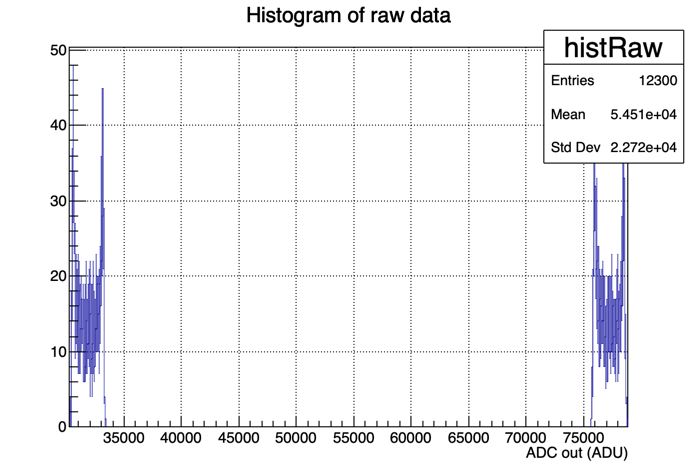 Histogram of raw data
histRaw
Entries 12300
Mean 5.451e+04
Std Dev 2.272e+04
50
40
30
20
10
0
35000 40000 45000 50000 55000 60000 65000 70000 75000
ADC out (ADU)